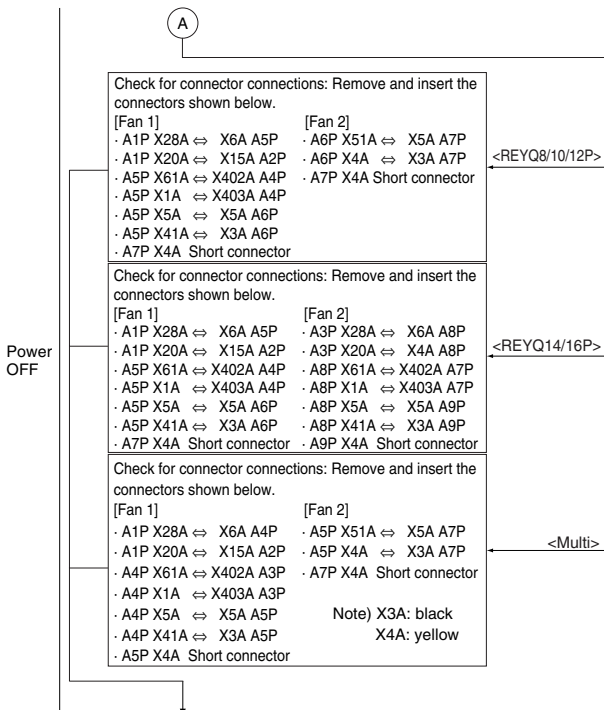 A
Check for connector connections: Remove and insert the
connectors shown below.
[Fan 1] [Fan 2]
· A1P X28A ⇔ X6A A5P · A6P X51A ⇔ X5A A7P
· A1P X20A ⇔ X15A A2P · A6P X4A ⇔ X3A A7P
· A5P X61A ⇔ X402A A4P · A7P X4A Short connector
· A5P X1A ⇔ X403A A4P
· A5P X5A ⇔ X5A A6P
· A5P X41A ⇔ X3A A6P
· A7P X4A Short connector
<REYQ8/10/12P>
Check for connector connections: Remove and insert the
connectors shown below.
[Fan 1] [Fan 2]
· A1P X28A ⇔ X6A A5P · A3P X28A ⇔ X6A A8P
· A1P X20A ⇔ X15A A2P · A3P X20A ⇔ X4A A8P
· A5P X61A ⇔ X402A A4P · A8P X61A ⇔ X402A A7P
· A5P X1A ⇔ X403A A4P · A8P X1A ⇔ X403A A7P
· A5P X5A ⇔ X5A A6P · A8P X5A ⇔ X5A A9P
· A5P X41A ⇔ X3A A6P · A8P X41A ⇔ X3A A9P
· A7P X4A Short connector · A9P X4A Short connector
<REYQ14/16P>
Power
OFF
Check for connector connections: Remove and insert the
connectors shown below.
[Fan 1] [Fan 2]
· A1P X28A ⇔ X6A A4P · A5P X51A ⇔ X5A A7P
· A1P X20A ⇔ X15A A2P · A5P X4A ⇔ X3A A7P
· A4P X61A ⇔ X402A A3P · A7P X4A Short connector
· A4P X1A ⇔ X403A A3P
· A4P X5A ⇔ X5A A5P Note) X3A: black
· A4P X41A ⇔ X3A A5P X4A: yellow
· A5P X4A Short connector
<Multi>